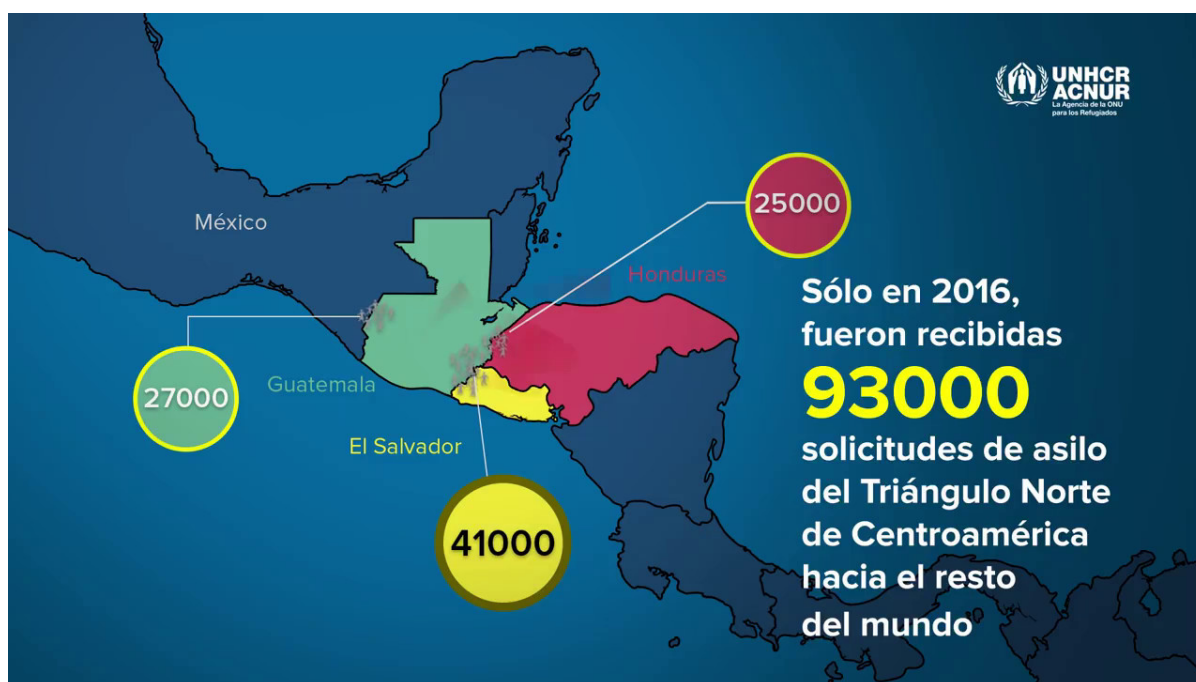 UNHCR
ACNUR
La Agencia de la ONU
para los Refugiados
25000
México
Honduras
Sólo en 2016,
fueron recibidas
93000
solicitudes de asilo
del Triángulo Norte
de Centroamérica
hacia el resto
del mundo
27000
Guatemala
El Salvador
41000